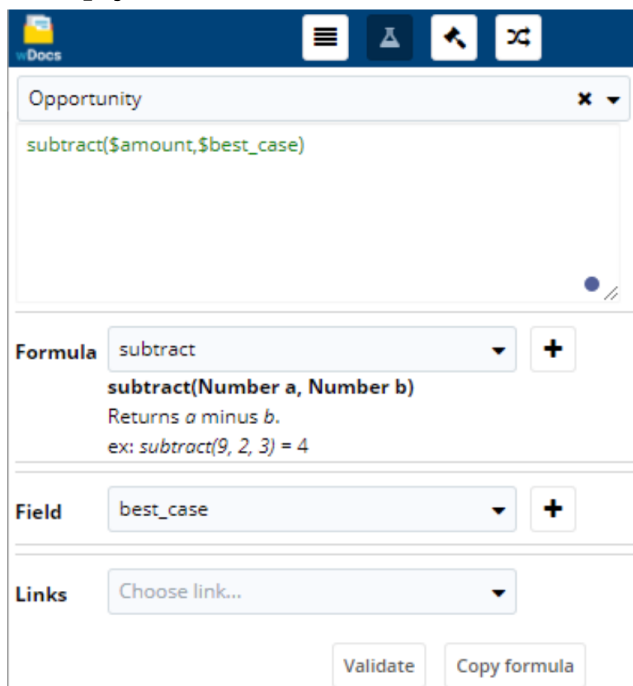 wDocs
Opportunity
subtract($amount,$best_case)
Formula subtract
subtract(Number a, Number b)
Returns a minus b.
ex: subtract(9, 2, 3) = 4
Field best_case
Links Choose link...
Validate Copy formula